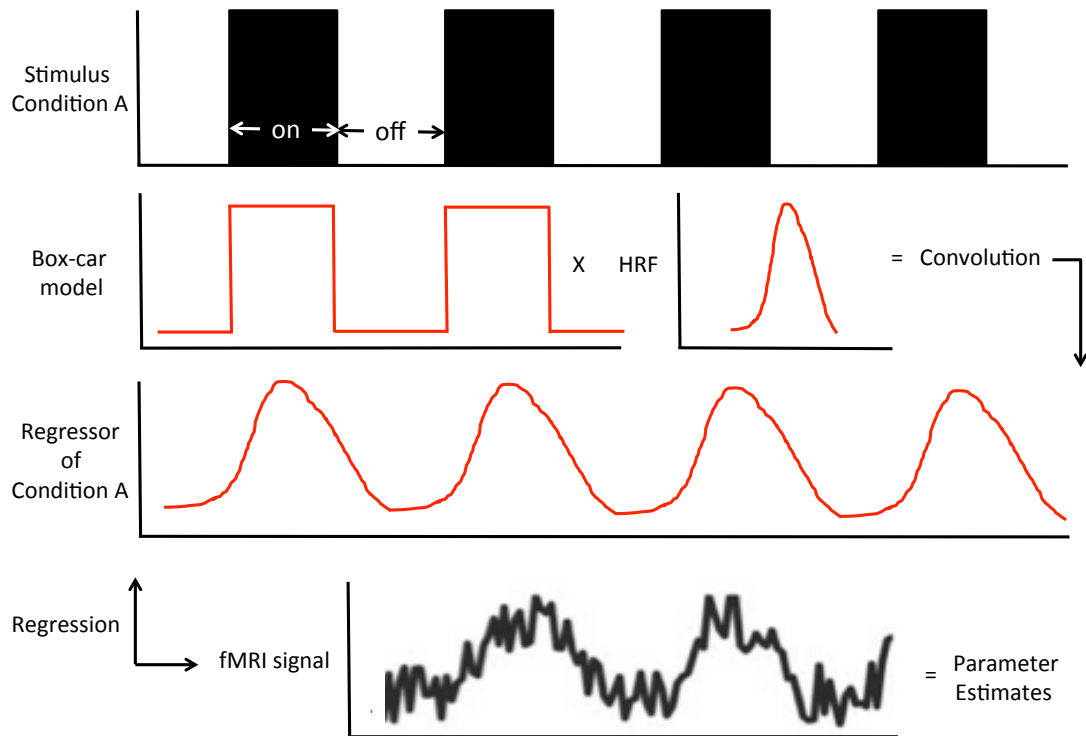 Stimulus
Condition A
on
off
Box-car
model
X HRF
= Convolution
Regressor
of
Condition A
Regression
fMRI signal
= Parameter
Estimates